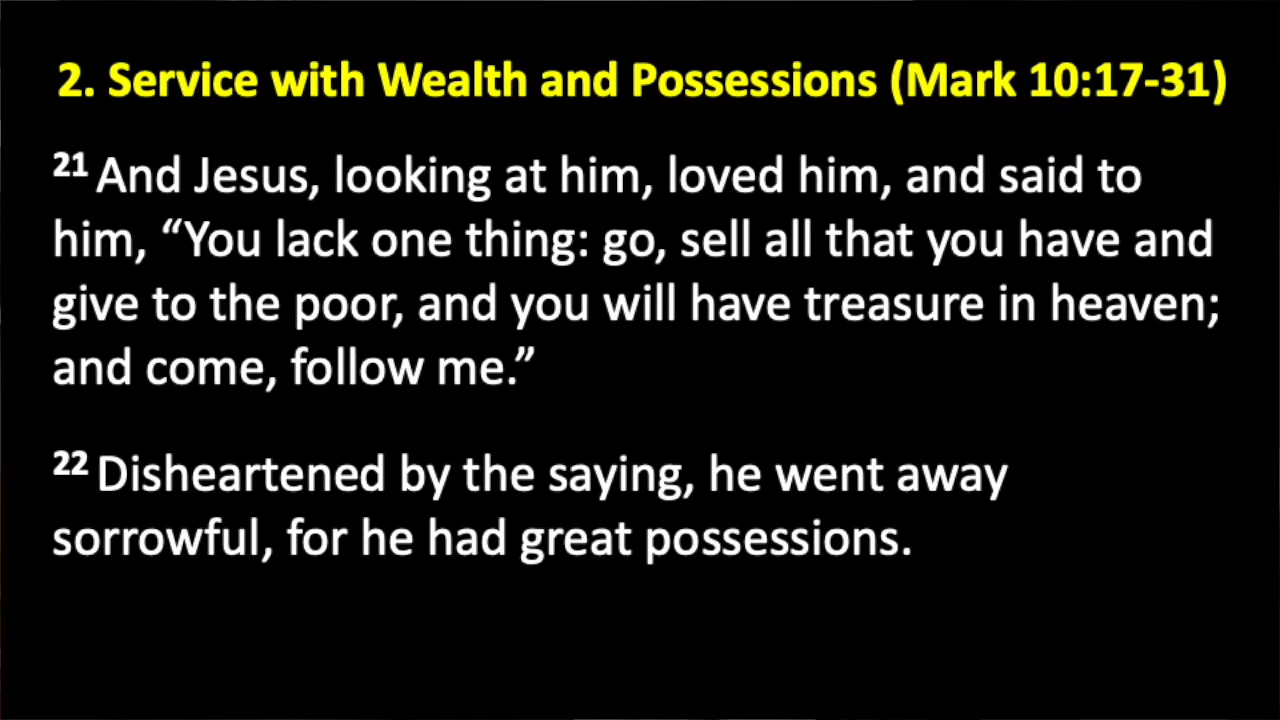 2. Service with Wealth and Possessions (Mark 10:17-31)
21 And Jesus, looking at him, loved him, and said to
him, “You lack one thing: go, sell all that you have and
give to the poor, and you will have treasure in heaven;
and come, follow me.”
22 Disheartened by the saying, he went away
sorrowful, for he had great possessions.